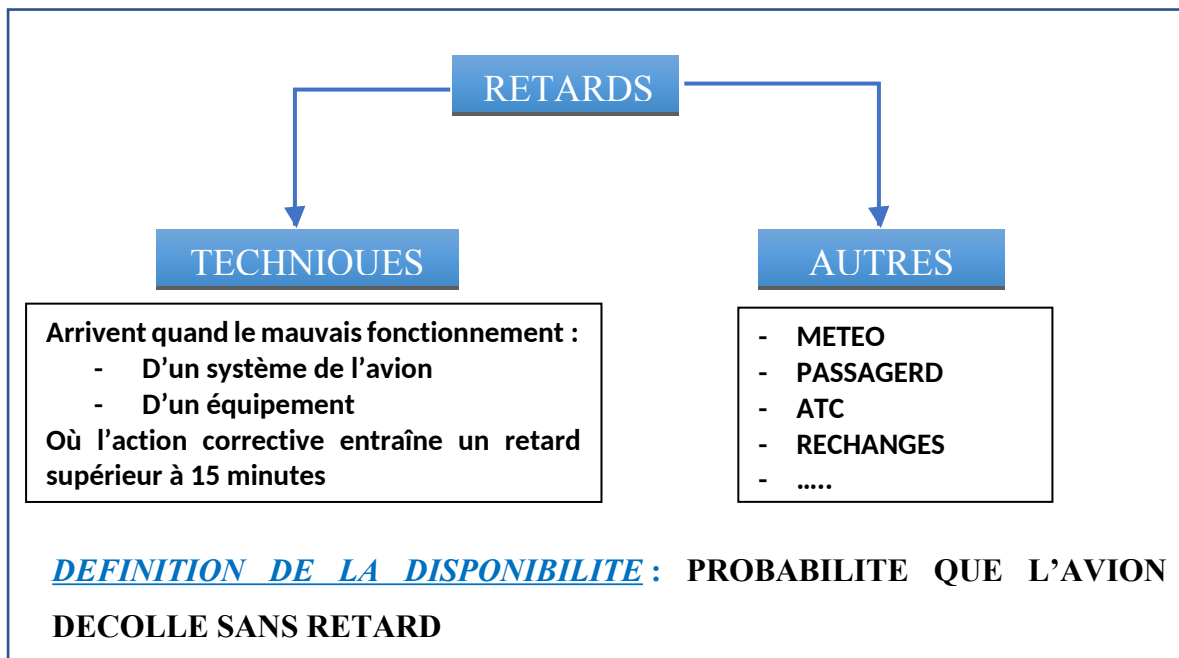 RETARDS
TECHNIOUES
Arrivent quand le mauvais fonctionnement :
- D’un système de l’avion
- D’un équipement
Où l’action corrective entraîne un retard
supérieur à 15 minutes
AUTRES
- METEO
- PASSAGERD
- ATC
- RECHANGES
- …..
DEFINITION DE LA DISPONIBILITE : PROBABILITE QUE L’AVION
DECOLLE SANS RETARD